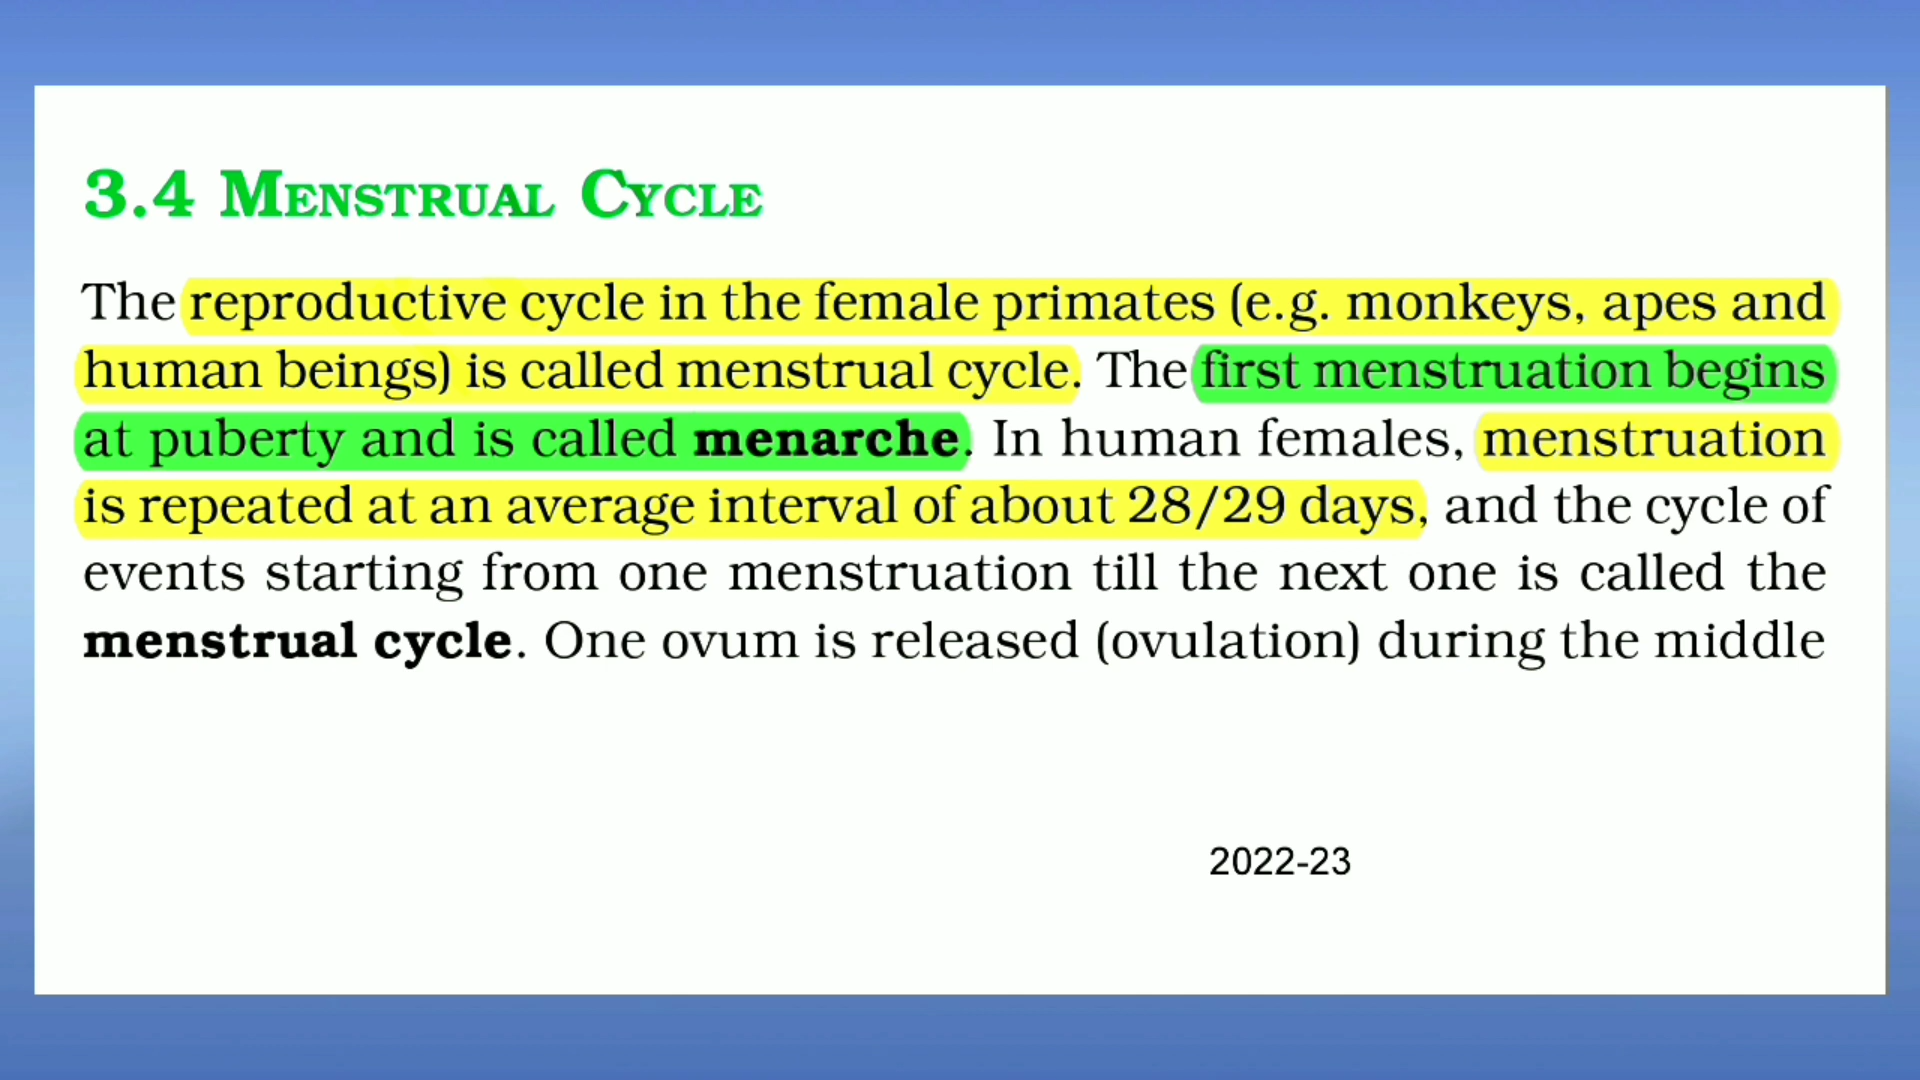 3.4 Menstrual Cycle
The reproductive cycle in the female primates (e.g. monkeys, apes and
human beings) is called menstrual cycle. The first menstruation begins
at puberty and is called menarche. In human females, menstruation
is repeated at an average interval of about 28/29 days, and the cycle of
events starting from one menstruation till the next one is called the
menstrual cycle. One ovum is released (ovulation) during the middle
2022-23